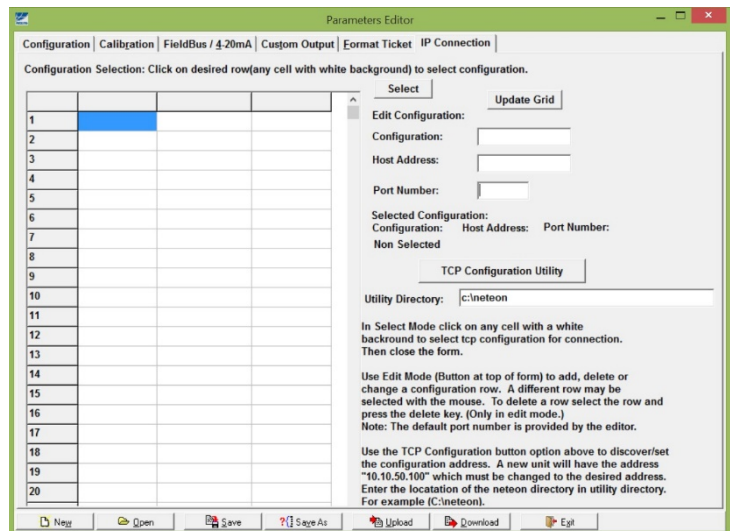 Parameters Editor
Configuration Calibration FieldBus / 4-20mA Custom Output Format Ticket IP Connection
Configuration Selection: Click on desired row(any cell with white background) to select configuration.
Select
Update Grid
Edit Configuration:
Configuration:
Host Address:
Port Number:
Selected Configuration:
Configuration: Host Address: Port Number:
Non Selected
TCP Configuration Utility
Utility Directory: c:\neteon
In Select Mode click on any cell with a white
backround to select tcp configuration for connection.
Then close the form.
Use Edit Mode (Button at top of form) to add, delete or
change a configuration row. A different row may be
selected with the mouse. To delete a row select the row and
press the delete key. (Only in edit mode.)
Note: The default port number is provided by the editor.
Use the TCP Configuration button option above to discover/set
the configuration address. A new unit will have the address
"10.10.50.100" which must be changed to the desired address.
Enter the locatation of the neteon directory in utility directory.
For example (C:\neteon).
1
2
3
4
5
6
7
8
9
10
11
12
13
14
15
16
17
18
19
20
New Open Save ?{} Save As Upload Download Exit